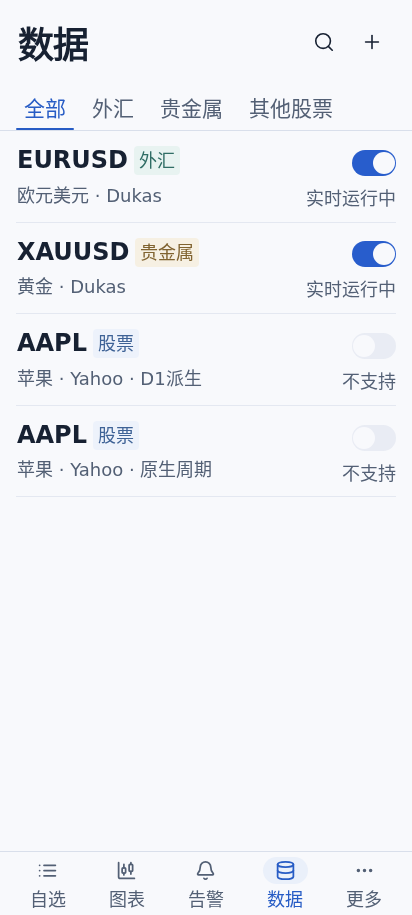 数据
全部 外汇 贵金属 其他股票
EURUSD 外汇
欧元美元 · Dukas
实时运行中
XAUUSD 贵金属
黄金 · Dukas
实时运行中
AAPL 股票
苹果 · Yahoo · D1派生
不支持
AAPL 股票
苹果 · Yahoo · 原生周期
不支持
自选 图表 告警 数据 更多